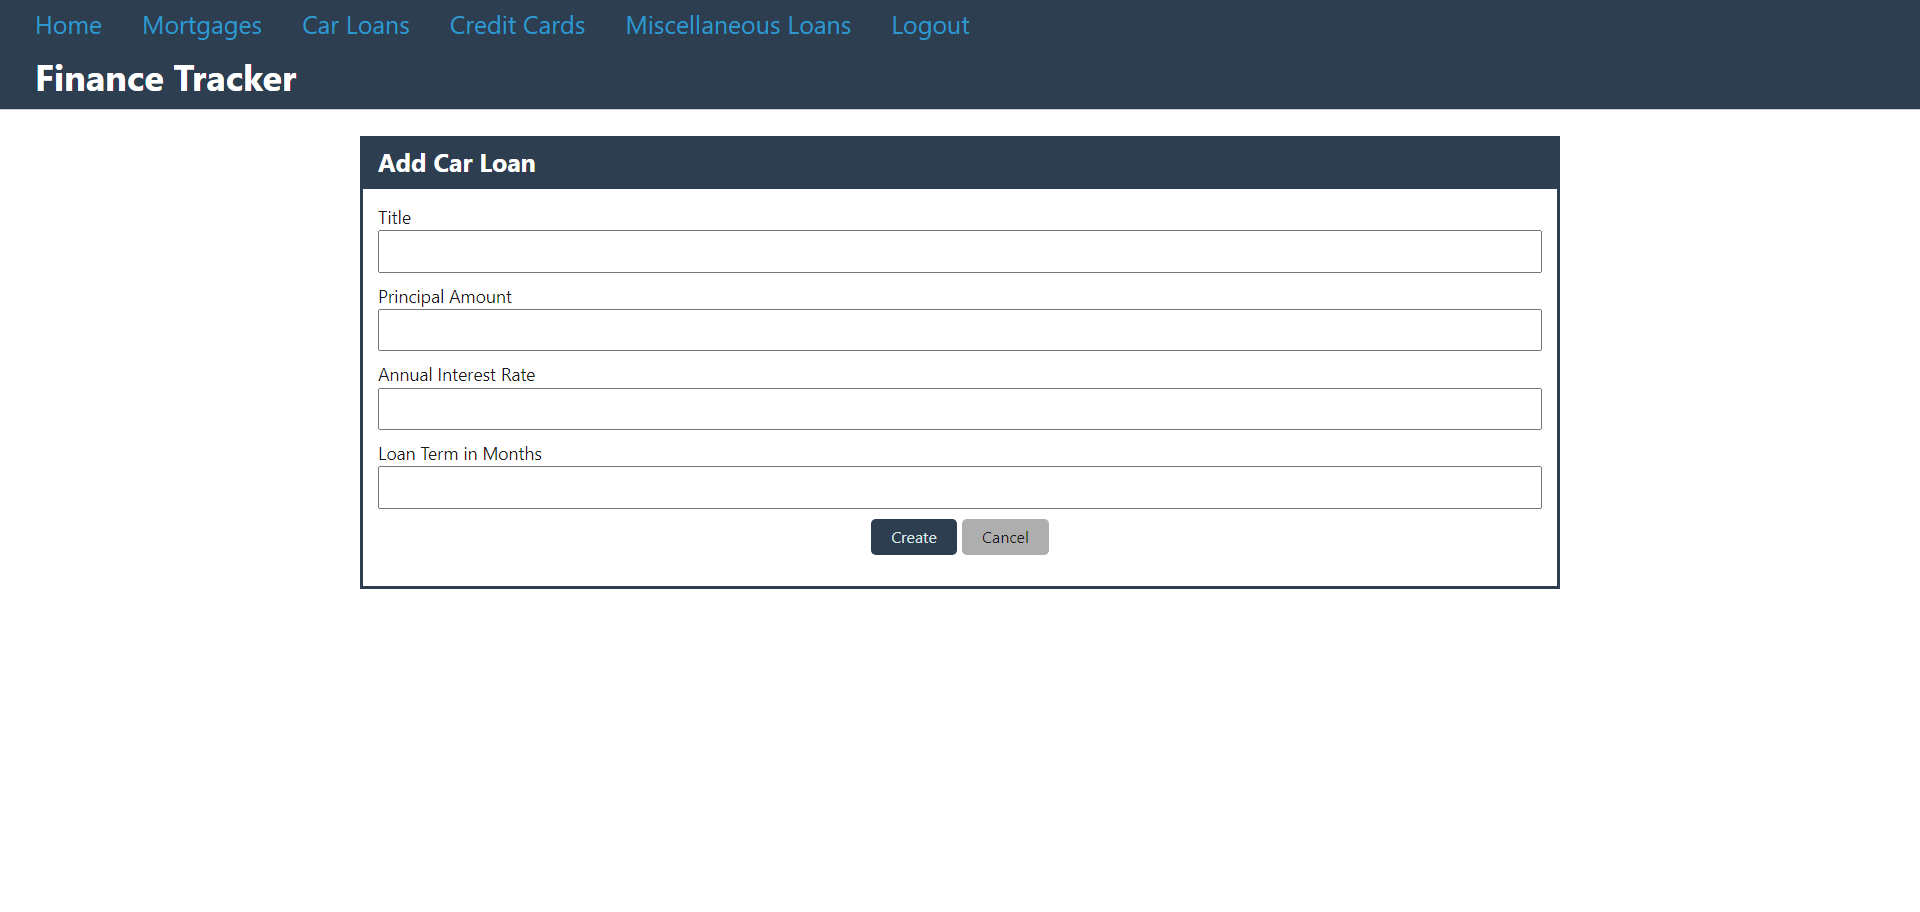 Home Mortgages Car Loans Credit Cards Miscellaneous Loans Logout
Finance Tracker
Add Car Loan
Title
Principal Amount
Annual Interest Rate
Loan Term in Months
Create Cancel